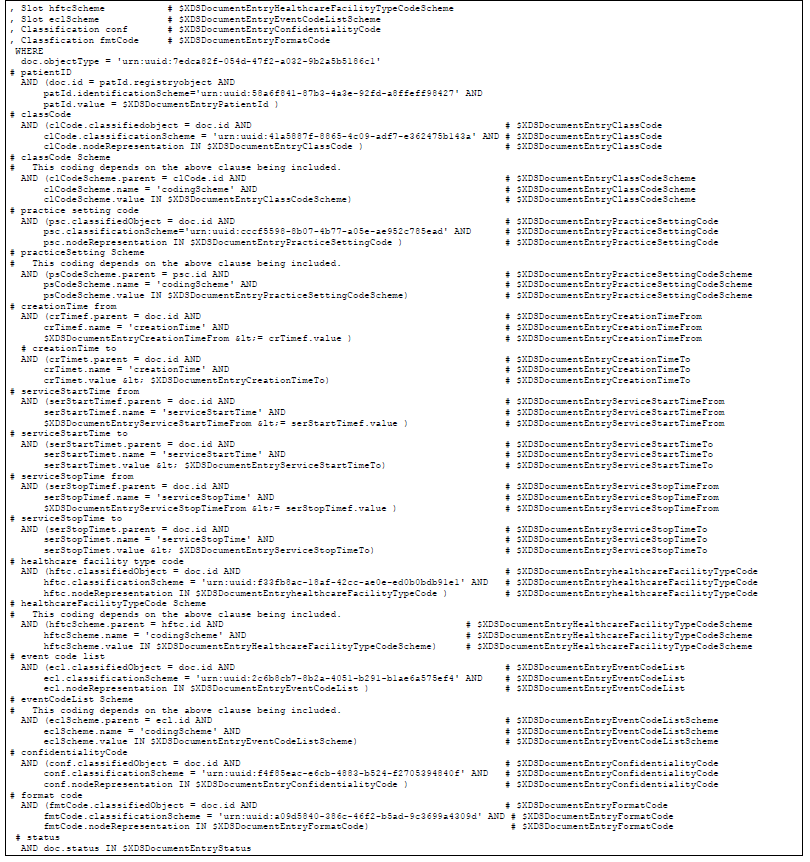 , Slot hftcScheme # $XDSDocumentEntryHealthcareFacilityTypeCodeScheme
, Slot eclScheme # $XDSDocumentEntryEventCodeListScheme
, Classification conf # $XDSDocumentEntryConfidentialityCode
, Classfication fmtCode # $XDSDocumentEntryFormatCode
WHERE
doc.objectType = 'urn:uuid:7edca82f-054d-47f2-a032-9b2a5b5186c1'
# patientID
AND (doc.id = patId.registryobject AND
patId.identificationScheme='urn:uuid:58a6f841-87b3-4a3e-92fd-a8ffeff98427' AND
patId.value = $XDSDocumentEntryPatientId )
# classCode
AND (clCode.classifiedobject = doc.id AND # $XDSDocumentEntryClassCode
clCode.classificationScheme = 'urn:uuid:41a5887f-8865-4c09-adf7-e362475b143a' AND # $XDSDocumentEntryClassCode
clCode.nodeRepresentation IN $XDSDocumentEntryClassCode ) # $XDSDocumentEntryClassCode
# classCode Scheme
# This coding depends on the above clause being included.
AND (clCodeScheme.parent = clCode.id AND # $XDSDocumentEntryClassCodeScheme
clCodeScheme.name = 'codingScheme' AND # $XDSDocumentEntryClassCodeScheme
clCodeScheme.value IN $XDSDocumentEntryClassCodeScheme) # $XDSDocumentEntryClassCodeScheme
# practice setting code
AND (psc.classifiedObject = doc.id AND # $XDSDocumentEntryPracticeSettingCode
psc.classificationScheme='urn:uuid:cccf5598-8b07-4b77-a05e-ae952c785ead' AND # $XDSDocumentEntryPracticeSettingCode
psc.nodeRepresentation IN $XDSDocumentEntryPracticeSettingCode ) # $XDSDocumentEntryPracticeSettingCode
# practiceSetting Scheme
# This coding depends on the above clause being included.
AND (psCodeScheme.parent = psc.id AND # $XDSDocumentEntryPracticeSettingCodeScheme
psCodeScheme.name = 'codingScheme' AND # $XDSDocumentEntryPracticeSettingCodeScheme
psCodeScheme.value IN $XDSDocumentEntryPracticeSettingCodeScheme) # $XDSDocumentEntryPracticeSettingCodeScheme
# creationTime from
AND (crTimef.parent = doc.id AND # $XDSDocumentEntryCreationTimeFrom
crTimef.name = 'creationTime' AND # $XDSDocumentEntryCreationTimeFrom
$XDSDocumentEntryCreationTimeFrom &lt;= crTimef.value ) # $XDSDocumentEntryCreationTimeFrom
# creationTime to
AND (crTimet.parent = doc.id AND # $XDSDocumentEntryCreationTimeTo
crTimet.name = 'creationTime' AND # $XDSDocumentEntryCreationTimeTo
crTimet.value &lt; $XDSDocumentEntryCreationTimeTo) # $XDSDocumentEntryCreationTimeTo
# serviceStartTime from
AND (serStartTimef.parent = doc.id AND # $XDSDocumentEntryServiceStartTimeFrom
serStartTimef.name = 'serviceStartTime' AND # $XDSDocumentEntryServiceStartTimeFrom
$XDSDocumentEntryServiceStartTimeFrom &lt;= serStartTimef.value ) # $XDSDocumentEntryServiceStartTimeFrom
# serviceStartTime to
AND (serStartTimet.parent = doc.id AND # $XDSDocumentEntryServiceStartTimeTo
serStartTimet.name = 'serviceStartTime' AND # $XDSDocumentEntryServiceStartTimeTo
serStartTimet.value &lt; $XDSDocumentEntryServiceStartTimeTo) # $XDSDocumentEntryServiceStartTimeTo
# serviceStopTime from
AND (serStopTimef.parent = doc.id AND # $XDSDocumentEntryServiceStopTimeFrom
serStopTimef.name = 'serviceStopTime' AND # $XDSDocumentEntryServiceStopTimeFrom
$XDSDocumentEntryServiceStopTimeFrom &lt;= serStopTimef.value ) # $XDSDocumentEntryServiceStopTimeFrom
# serviceStopTime to
AND (serStopTimet.parent = doc.id AND # $XDSDocumentEntryServiceStopTimeTo
serStopTimet.name = 'serviceStopTime' AND # $XDSDocumentEntryServiceStopTimeTo
serStopTimet.value &lt; $XDSDocumentEntryServiceStopTimeTo) # $XDSDocumentEntryServiceStopTimeTo
# healthcare facility type code
AND (hftc.classifiedObject = doc.id AND # $XDSDocumentEntryhealthcareFacilityTypeCode
hftc.classificationScheme = 'urn:uuid:f33fb8ac-18af-42cc-ae0e-ed0b0bdb91e1' AND # $XDSDocumentEntryhealthcareFacilityTypeCode
hftc.nodeRepresentation IN $XDSDocumentEntryhealthcareFacilityTypeCode ) # $XDSDocumentEntryhealthcareFacilityTypeCode
# healthcareFacilityTypeCode Scheme
# This coding depends on the above clause being included.
AND (hftcScheme.parent = hftc.id AND # $XDSDocumentEntryHealthcareFacilityTypeCodeScheme
hftcScheme.name = 'codingScheme' AND # $XDSDocumentEntryHealthcareFacilityTypeCodeScheme
hftcScheme.value IN $XDSDocumentEntryHealthcareFacilityTypeCodeScheme) # $XDSDocumentEntryHealthcareFacilityTypeCodeScheme
# event code list
AND (ecl.classifiedObject = doc.id AND # $XDSDocumentEntryEventCodeList
ecl.classificationScheme = 'urn:uuid:2c6b8cb7-8b2a-4051-b291-b1ae6a575ef4' AND # $XDSDocumentEntryEventCodeList
ecl.nodeRepresentation IN $XDSDocumentEntryEventCodeList ) # $XDSDocumentEntryEventCodeList
# eventCodeList Scheme
# This coding depends on the above clause being included.
AND (eclScheme.parent = ecl.id AND # $XDSDocumentEntryEventCodeListScheme
eclScheme.name = 'codingScheme' AND # $XDSDocumentEntryEventCodeListScheme
eclScheme.value IN $XDSDocumentEntryEventCodeListScheme) # $XDSDocumentEntryEventCodeListScheme
# confidentialityCode
AND (conf.classifiedObject = doc.id AND # $XDSDocumentEntryConfidentialityCode
conf.classificationScheme = 'urn:uuid:f4f85eac-e6cb-4883-b524-f2705394840f' AND # $XDSDocumentEntryConfidentialityCode
conf.nodeRepresentation IN $XDSDocumentEntryConfidentialityCode ) # $XDSDocumentEntryConfidentialityCode
# format code
AND (fmtCode.classifiedObject = doc.id AND # $XDSDocumentEntryFormatCode
fmtCode.classificationScheme = 'urn:uuid:a09d5840-386c-46f2-b5ad-9c3699a4309d' AND # $XDSDocumentEntryFormatCode
fmtCode.nodeRepresentation IN $XDSDocumentEntryFormatCode) # $XDSDocumentEntryFormatCode
# status
AND doc.status IN $XDSDocumentEntryStatus